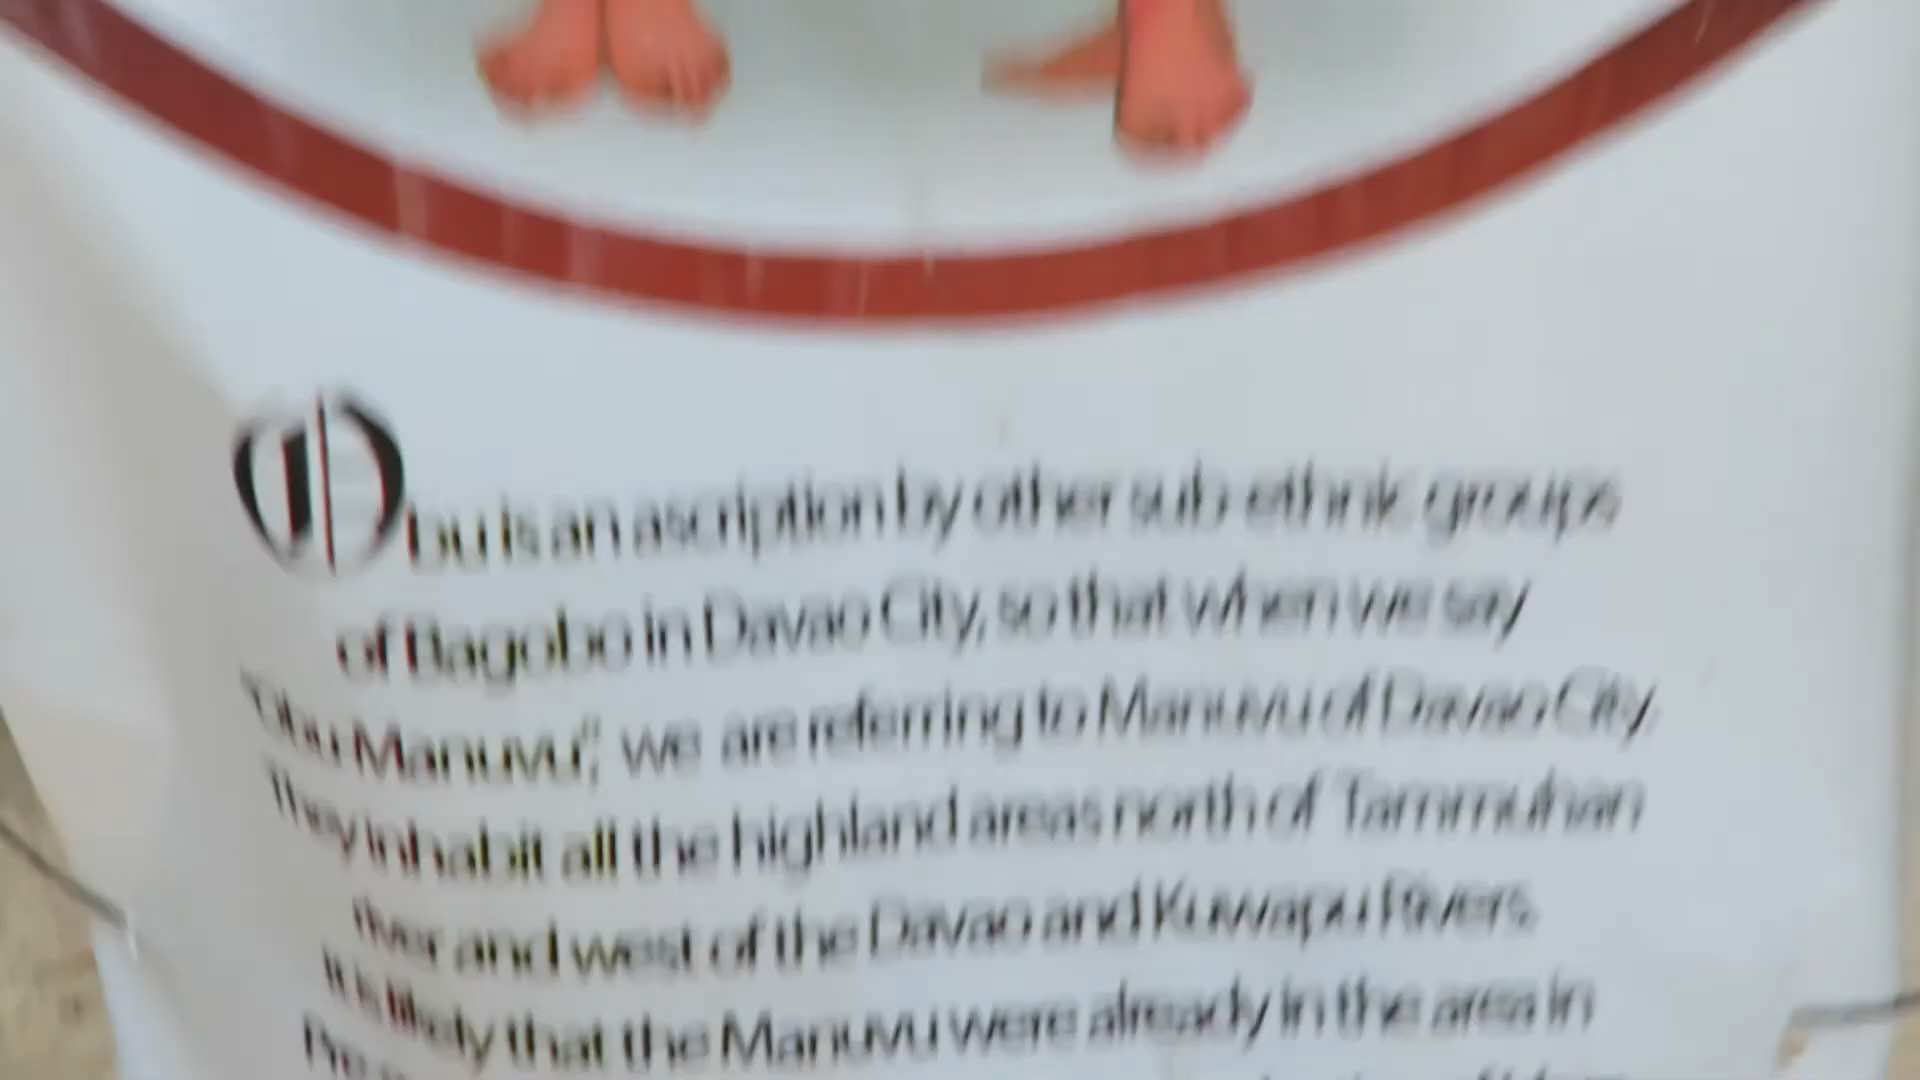 Obu is an ascription by other sub-ethnic groups
of Bagobo in Davao City, so that when we say
"Obu Manuvu", we are referring to Manuvu of Davao City.
They inhabit all the highland areas north of Tammuhan
river and west of the Davao and Kuwapu Rivers.
It is likely that the Manuvu were already in the area in